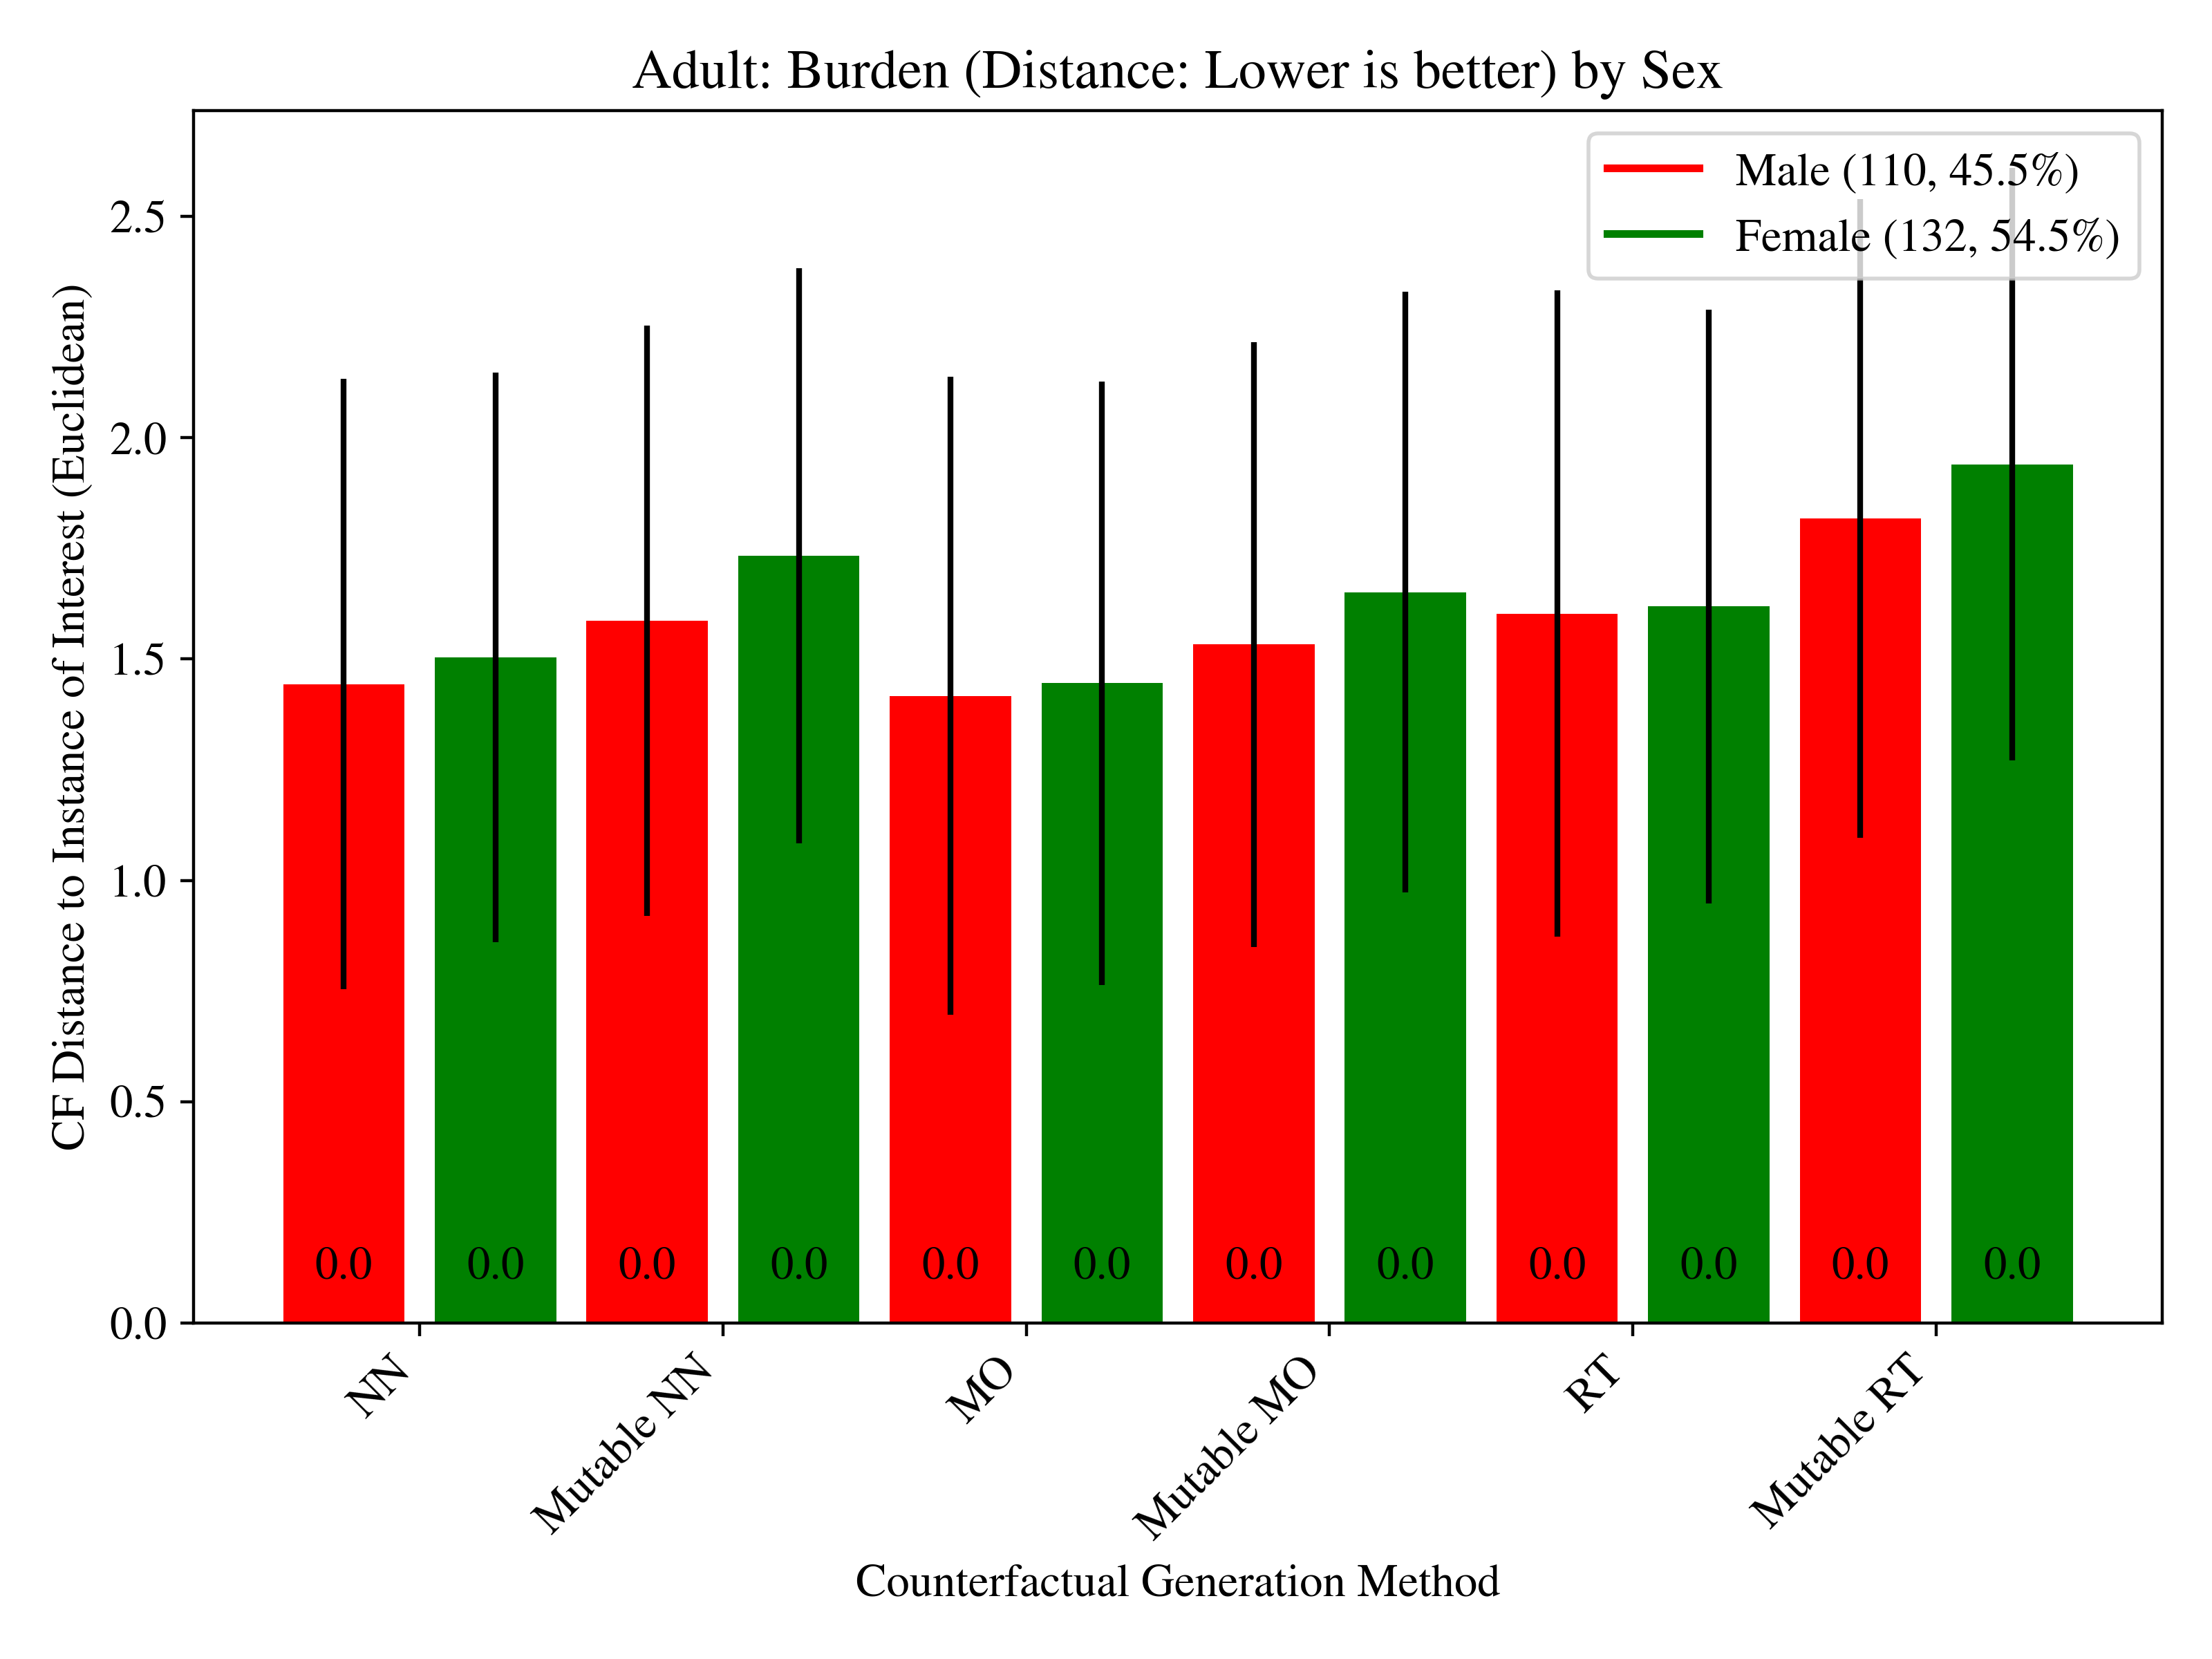 Adult: Burden (Distance: Lower is better) by Sex
Male (110, 45.5%)
Female (132, 54.5%)
CF Distance to Instance of Interest (Euclidean)
2.5
2.0
1.5
1.0
0.5
0.0
0.0 0.0 0.0 0.0 0.0 0.0 0.0 0.0 0.0 0.0 0.0 0.0
NN
Mutable NN
MO
Mutable MO
RT
Mutable RT
Counterfactual Generation Method